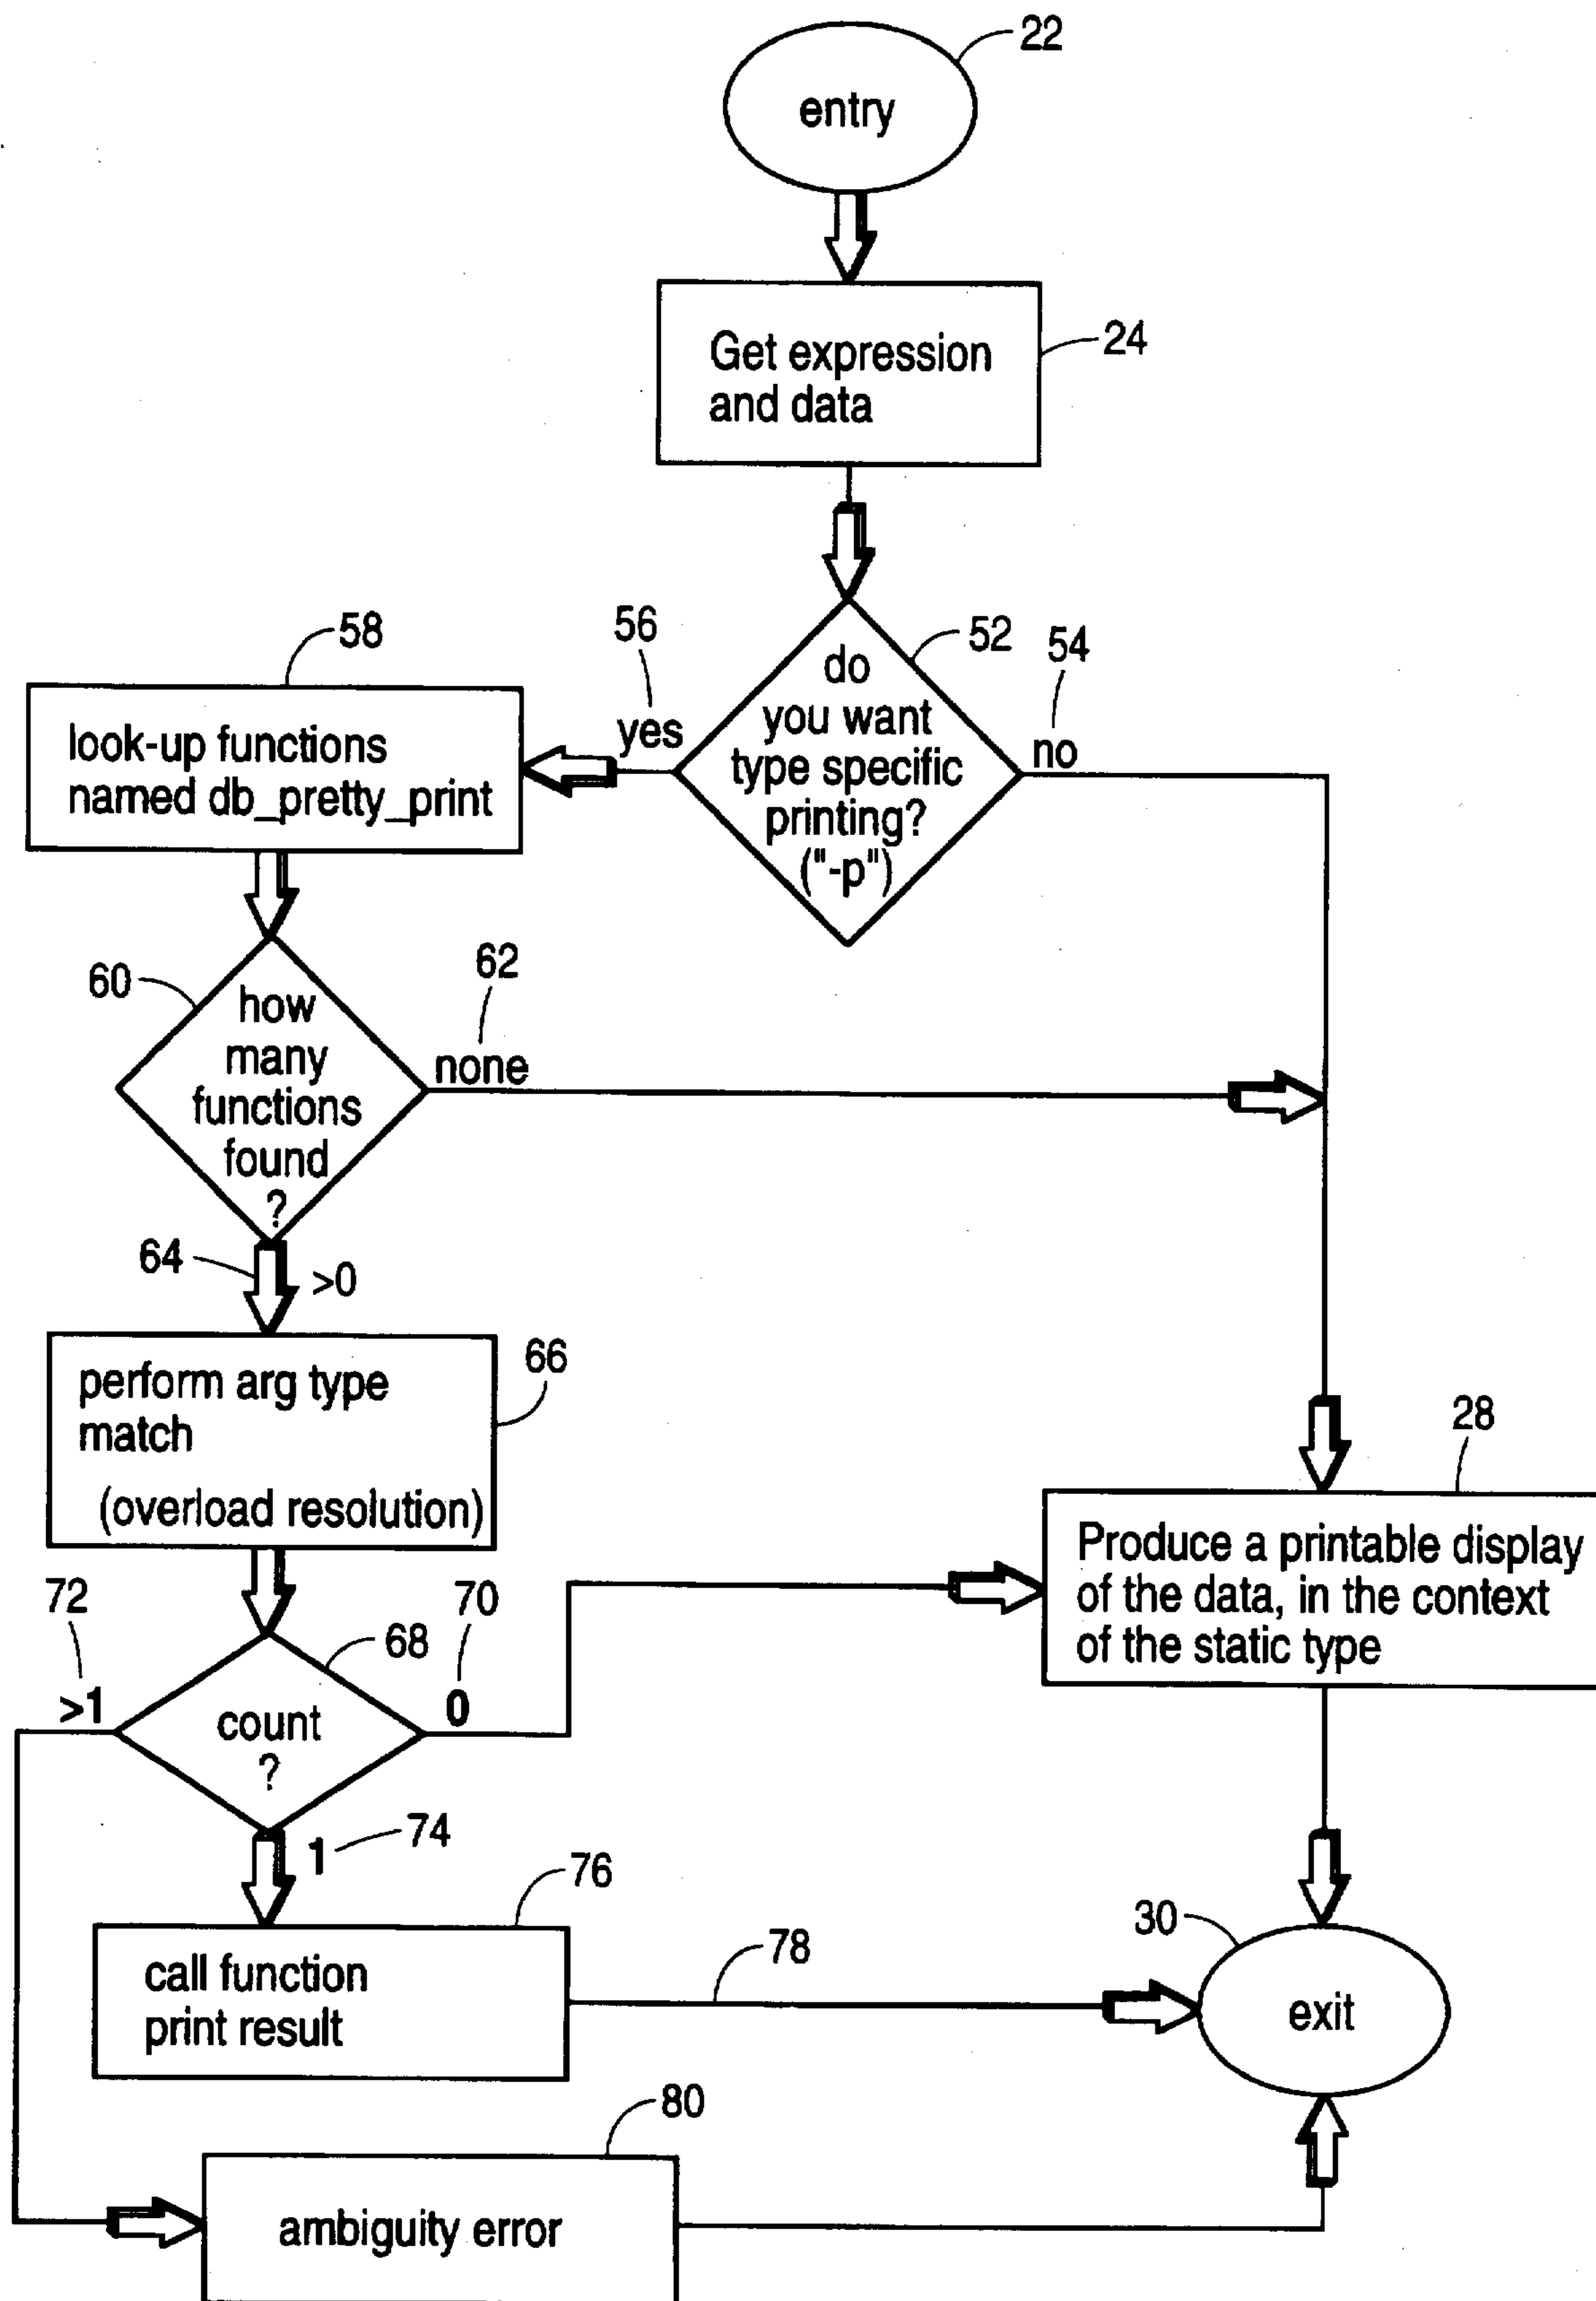 22
entry
24
Get expression
and data
58
56
52
54
do
you want
type specific
printing?
("-p")
yes
no
look-up functions
named db_pretty_print
60
62
how
many
functions
found
?
none
64
>0
66
perform arg type
match
(overload resolution)
28
Produce a printable display
of the data, in the context
of the static type
72
70
68
>1
0
count
?
1
74
76
call function
print result
78
30
exit
80
ambiguity error